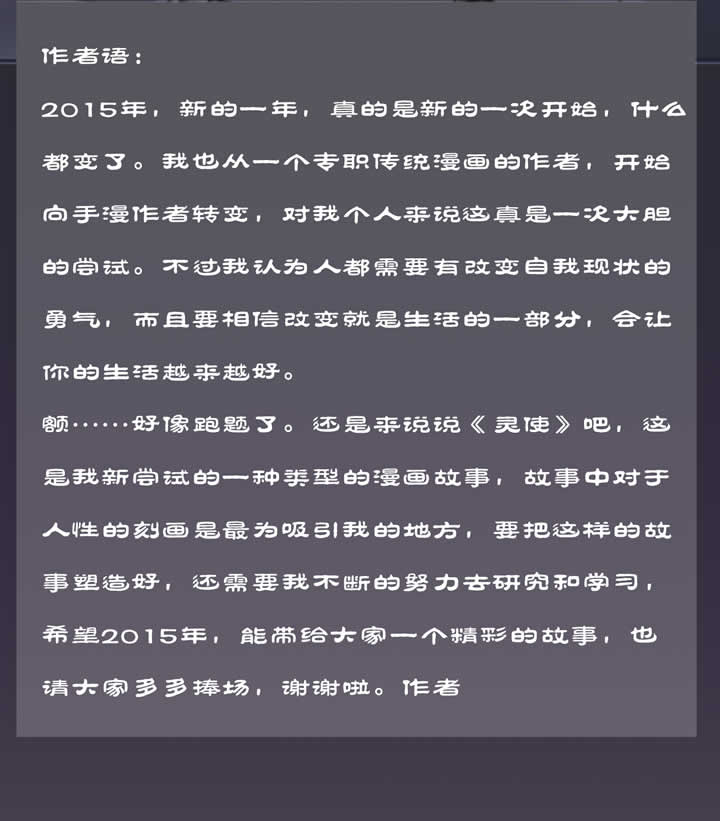 作者语：
2015年，新的一年，真的是新的一次开始，什么
都变了。我也从一个专职传统漫画的作者，开始
向手漫作者转变，对我个人来说这真是一次大胆
的尝试。不过我认为人都需要有改变自我现状的
勇气，而且要相信改变就是生活的一部分，会让
你的生活越来越好。
额……好像跑题了。还是来说说《灵使》吧，这
是我新尝试的一种类型的漫画故事，故事中对于
人性的刻画是最为吸引我的地方，要把这样的故
事塑造好，还需要我不断的努力去研究和学习，
希望2015年，能带给大家一个精彩的故事，也
请大家多多捧场，谢谢啦。作者